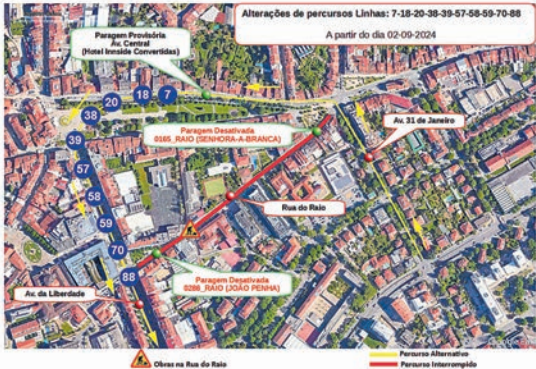 Alterações de percursos Linhas: 7-18-20-38-39-57-58-59-70-88
A partir do dia 02-09-2024
Paragem Provisória
Av. Central
(Hotel Innside Convertidas)
7
18
20
38
39
57
58
59
70
88
Paragem Desativada
0165_RAIO (SENHORA-A-BRANCA)
Av. 31 de Janeiro
Rua do Raio
Paragem Desativada
0286_RAIO (JOÃO PENHA)
Av. da Liberdade
Obras na Rua do Raio
Percurso Alternativo
Percurso Interrompido